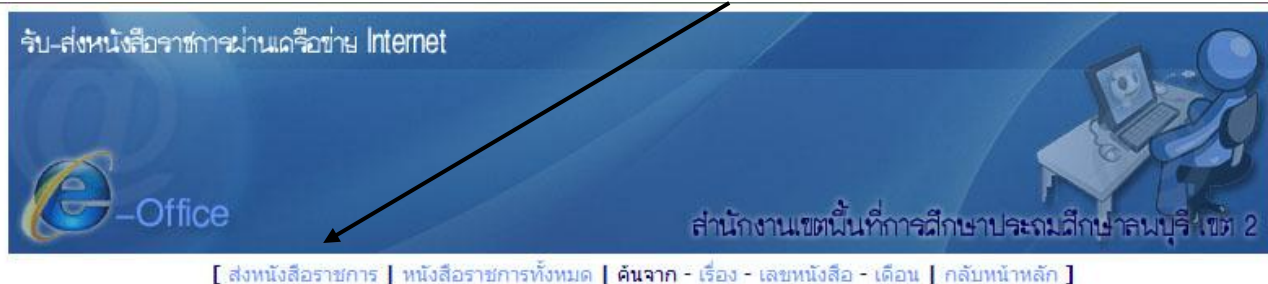 รับ-ส่งหนังสือราชการผ่านเครือข่าย Internet
e-Office
สำนักงานเขตพื้นที่การศึกษาประถมศึกษาลพบุรี เขต 2
[ ส่งหนังสือราชการ | หนังสือราชการทั้งหมด | ค้นจาก - เรื่อง - เลขหนังสือ - เดือน | กลับหน้าหลัก ]